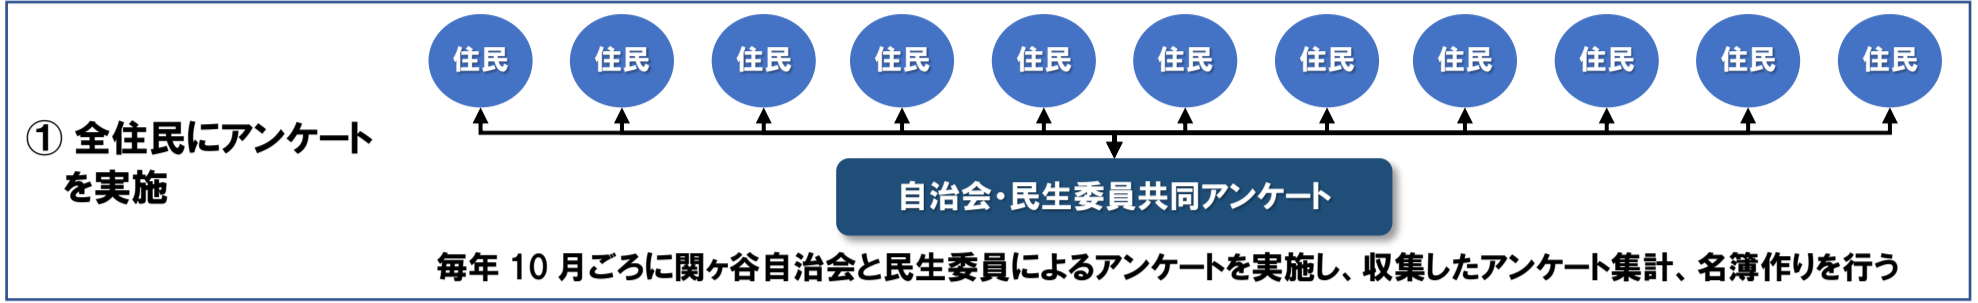 住民 住民 住民 住民 住民 住民 住民 住民 住民 住民 住民
① 全住民にアンケート
を実施
自治会・民生委員共同アンケート
毎年 10 月ごろに関ヶ谷自治会と民生委員によるアンケートを実施し、収集したアンケート集計、名簿作りを行う